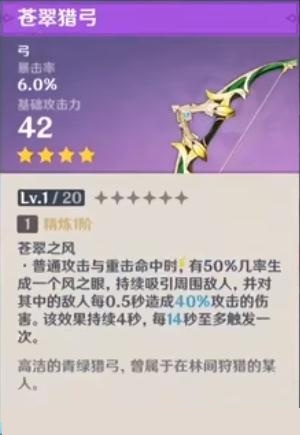 苍翠猎弓
弓
暴击率
6.0%
基础攻击力
42
Lv.1 / 20
1 精炼1阶
苍翠之风
·普通攻击与重击命中时,有50%几率生
成一个风之眼,持续吸引周围敌人,并对
其中的敌人每0.5秒造成40%攻击的伤
害。该效果持续4秒,每14秒至多触发一
次。
高洁的青绿猎弓,曾属于在林间狩猎的某
人。